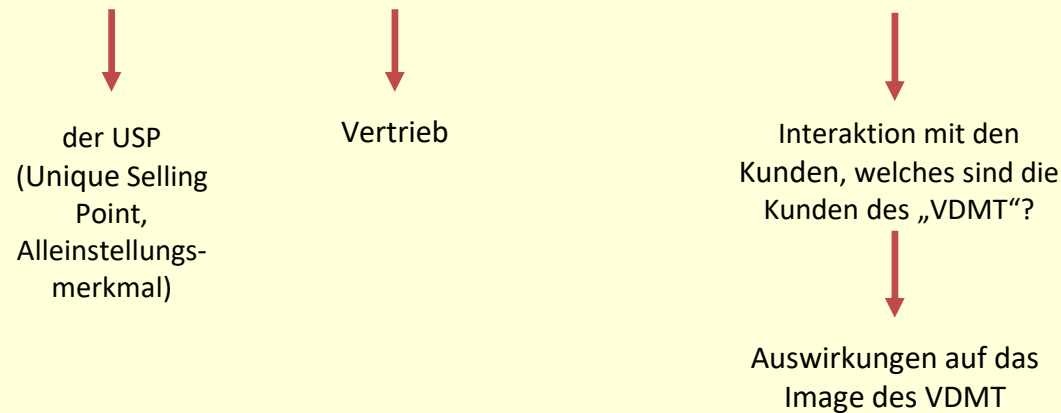 der USP
(Unique Selling
Point,
Alleinstellungs-
merkmal)
Vertrieb
Interaktion mit den
Kunden, welches sind die
Kunden des „VDMT“?
Auswirkungen auf das
Image des VDMT